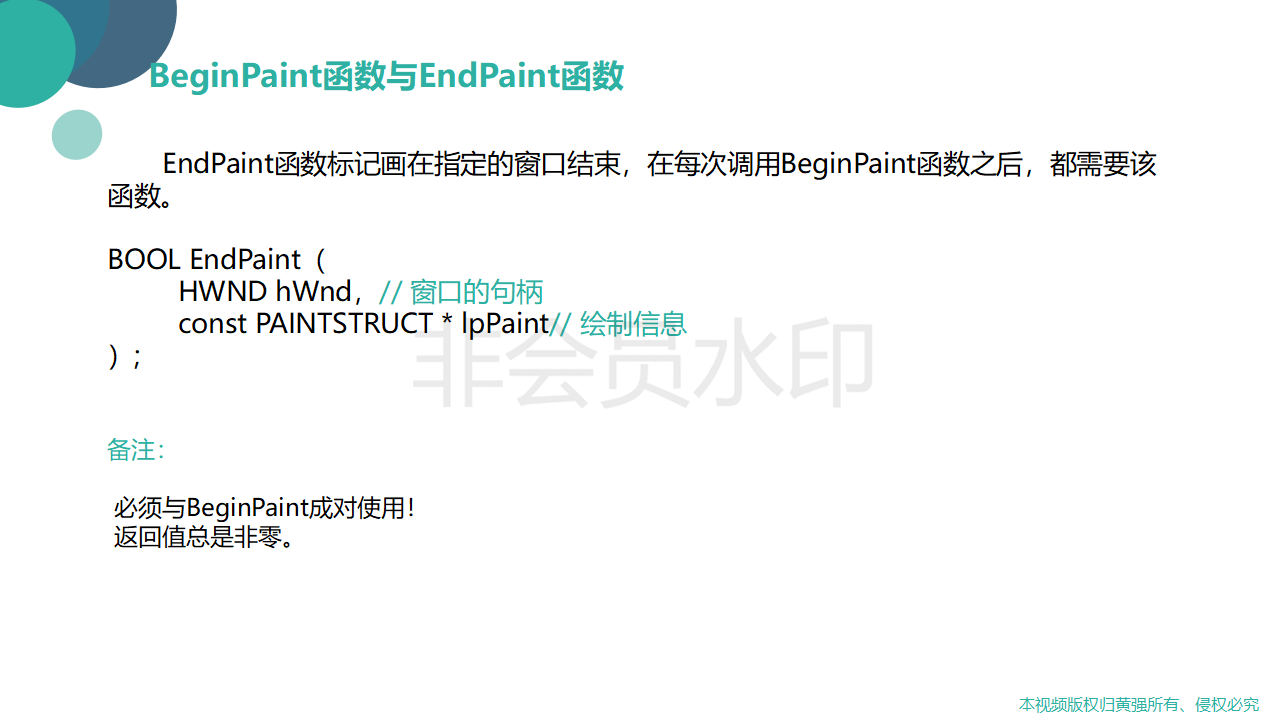 BeginPaint函数与EndPaint函数
EndPaint函数标记画在指定的窗口结束，在每次调用BeginPaint函数之后，都需要该
函数。
BOOL EndPaint（
HWND hWnd，// 窗口的句柄
const PAINTSTRUCT * lpPaint// 绘制信息
）;
非会员水印
备注：
必须与BeginPaint成对使用！
返回值总是非零。
本视频版权归黄强所有、侵权必究